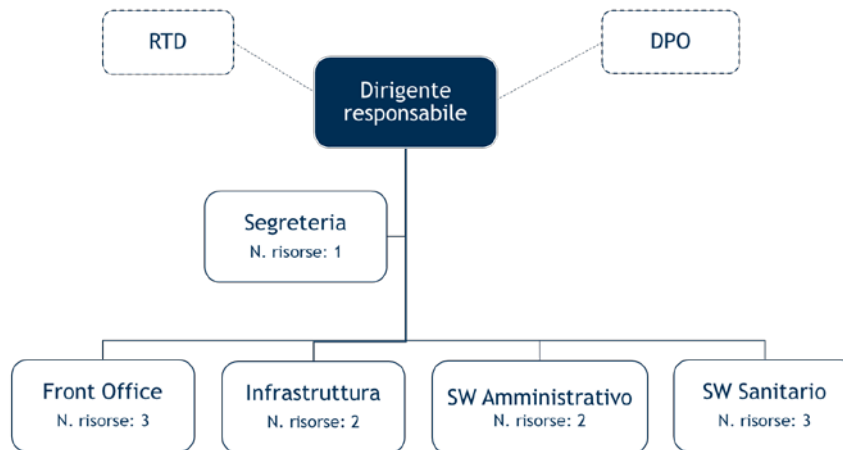 RTD
DPO
Dirigente
responsabile
Segreteria
N. risorse: 1
Front Office
N. risorse: 3
Infrastruttura
N. risorse: 2
SW Amministrativo
N. risorse: 2
SW Sanitario
N. risorse: 3